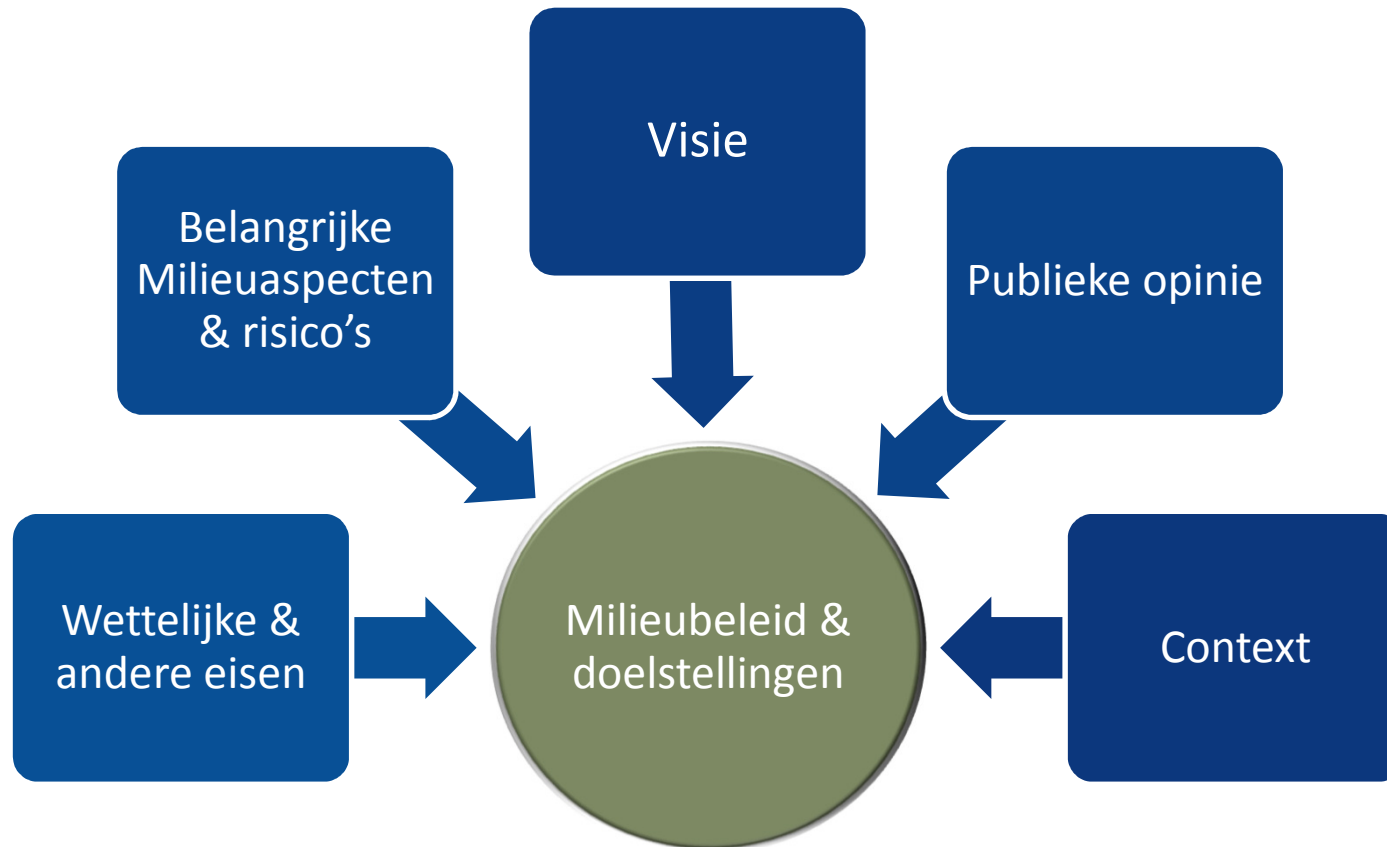 Visie
Belangrijke
Milieuaspecten
& risico’s
Publieke opinie
Wettelijke &
andere eisen
Milieubeleid &
doelstellingen
Context